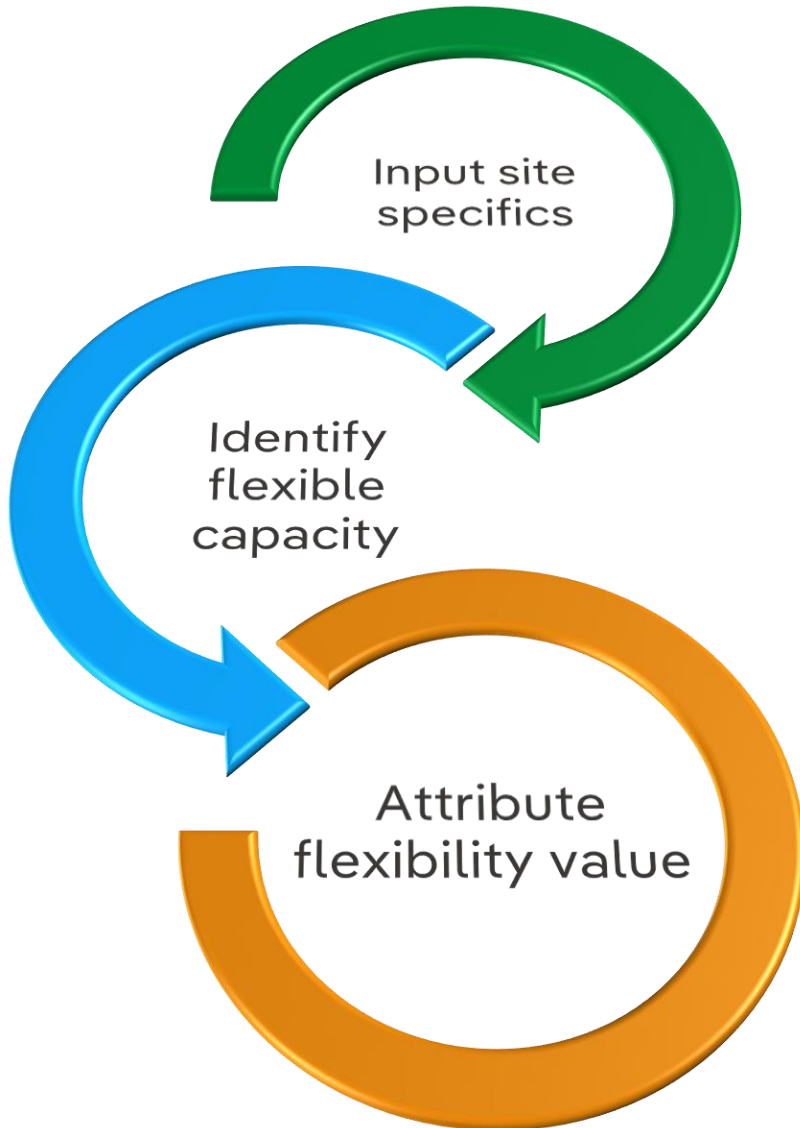 Input site
specifics
Identify
flexible
capacity
Attribute
flexibility value